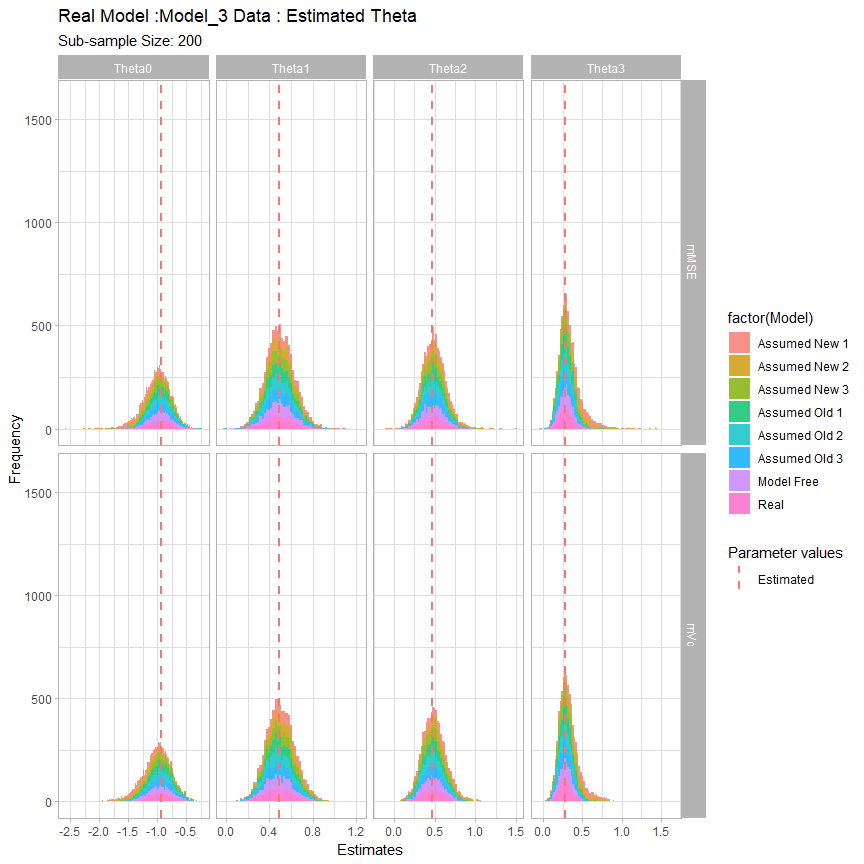 Real Model :Model_3 Data : Estimated Theta
Sub-sample Size: 200
Theta0 Theta1 Theta2 Theta3
1500
1000
500
0
mMSE
1500
1000
500
0
mVc
Frequency
-2.5 -2.0 -1.5 -1.0 -0.5 0.0 0.4 0.8 1.2 0.0 0.5 1.0 1.5 0.0 0.5 1.0 1.5
Estimates
factor(Model)
Assumed New 1
Assumed New 2
Assumed New 3
Assumed Old 1
Assumed Old 2
Assumed Old 3
Model Free
Real
Parameter values
Estimated